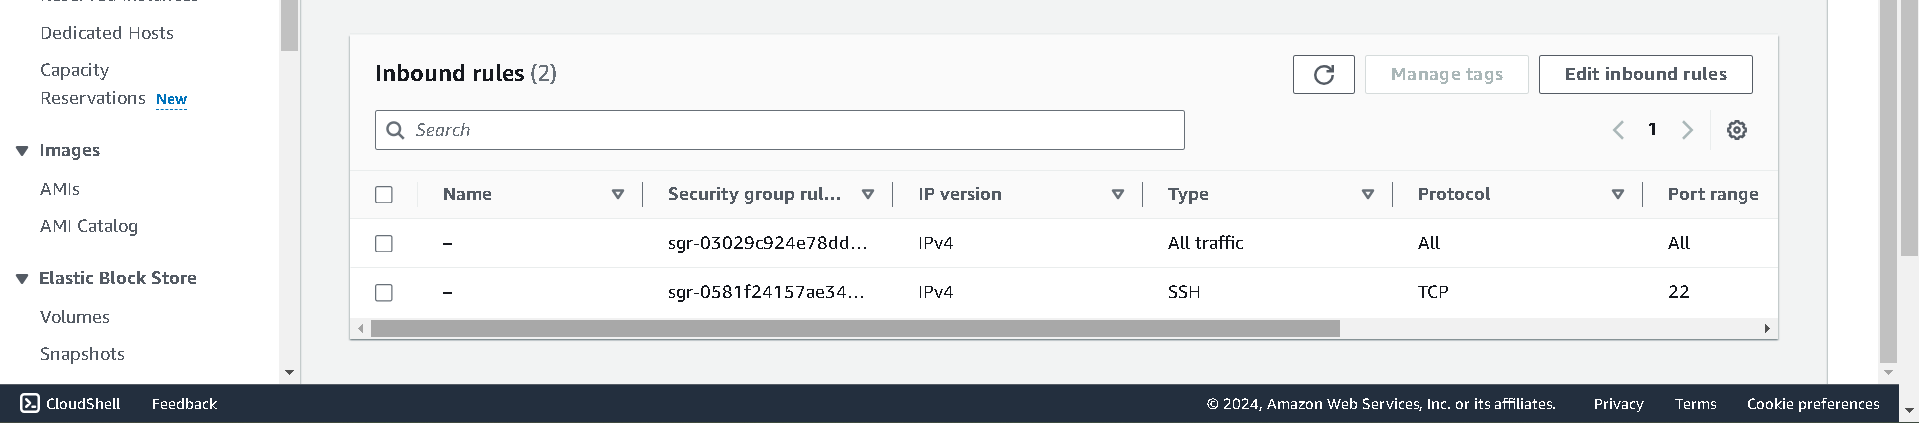 Dedicated Hosts
Capacity
Reservations New
Images
AMIs
AMI Catalog
Elastic Block Store
Volumes
Snapshots
Inbound rules (2)
Manage tags
Edit inbound rules
Search
1
Name Security group rul... IP version Type Protocol Port range
– sgr-03029c924e78dd... IPv4 All traffic All All
– sgr-0581f24157ae34... IPv4 SSH TCP 22
CloudShell Feedback © 2024, Amazon Web Services, Inc. or its affiliates. Privacy Terms Cookie preferences